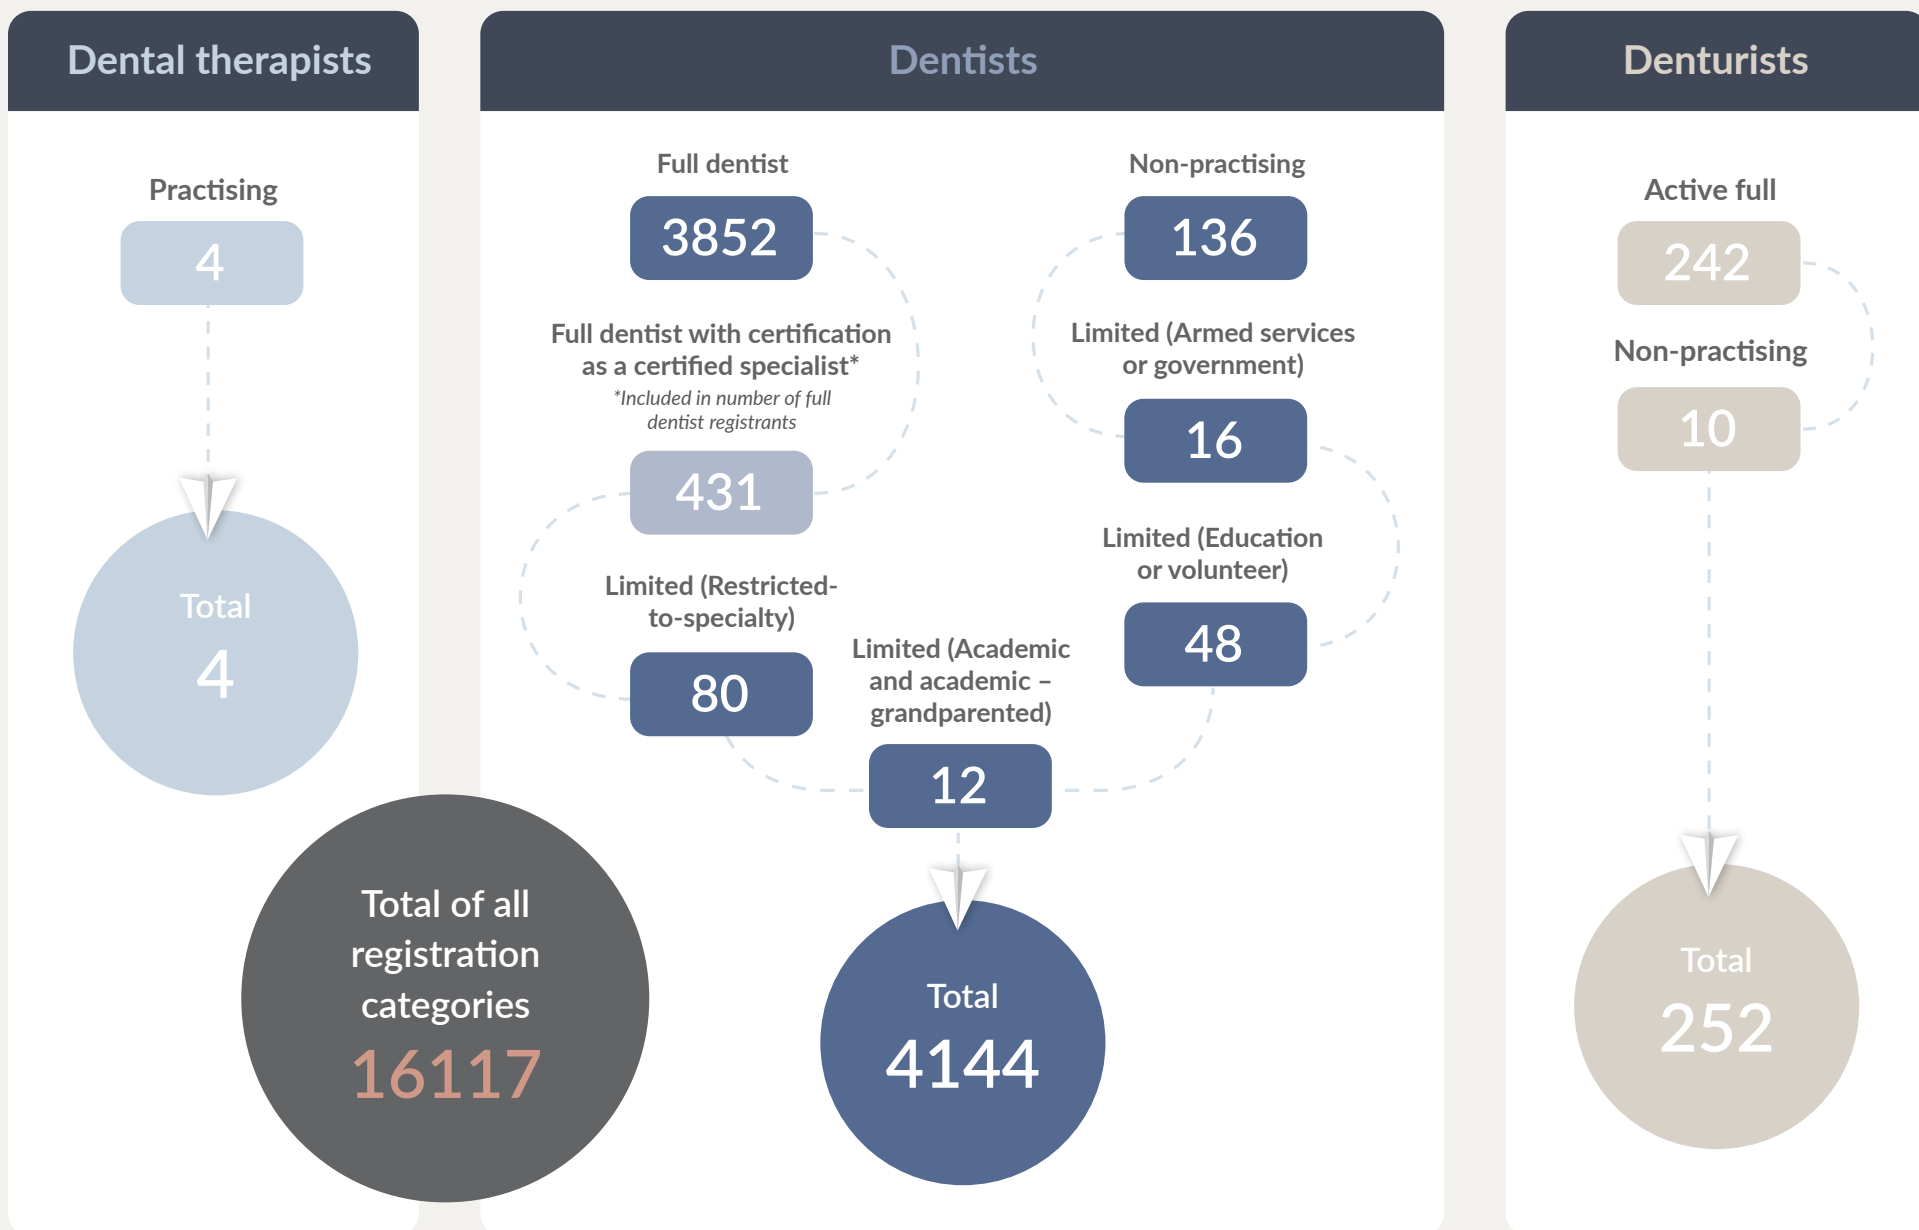 Dental therapists
Practising
4
Total
4
Dentists
Full dentist
3852
Full dentist with certification
as a certified specialist*
*Included in number of full
dentist registrants
431
Limited (Restricted-
to-specialty)
80
Limited (Academic
and academic –
grandparented)
12
Non-practising
136
Limited (Armed services
or government)
16
Limited (Education
or volunteer)
48
Total
4144
Denturists
Active full
242
Non-practising
10
Total
252
Total of all
registration
categories
16117